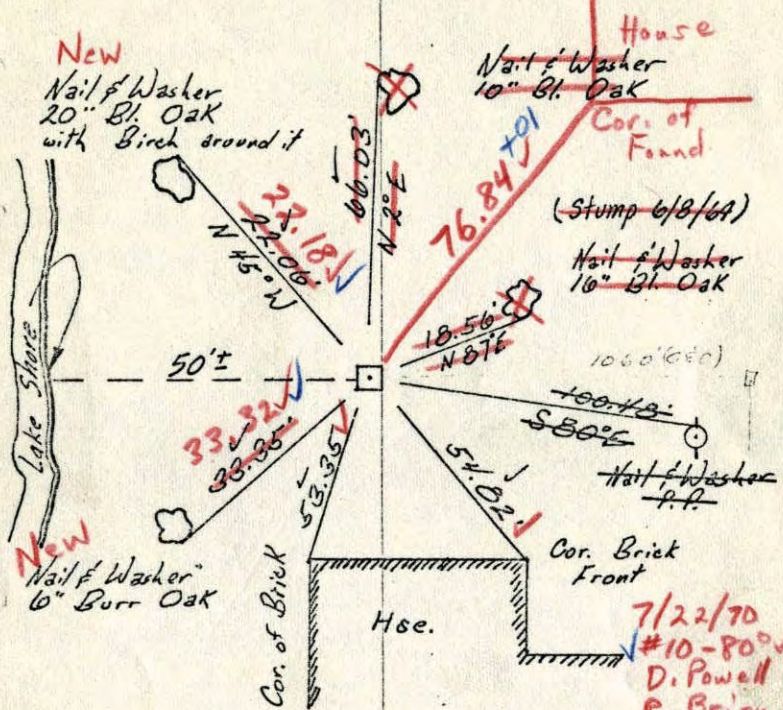 New
Nail & Washer
20" Bl. Oak
with Birch around it
House
Nail & Washer
10" Bl. Oak
Cor. of
Found.
66.03'
N 2° E
76.84 +01
22.18
22.06'
N 45° W
(Stump 6/8/64)
Nail & Washer
16" Bl. Oak
18.56'
N 87° E
Lake Shore
50'±
100.48'
S 80° E
Nail & Washer
P.P.
33.32
33.35'
53.35'
54.82'
New
Nail & Washer
6" Burr Oak
Cor. of Brick
Hse.
Cor. Brick
Front
7/22/70
#10-80°
D. Powell